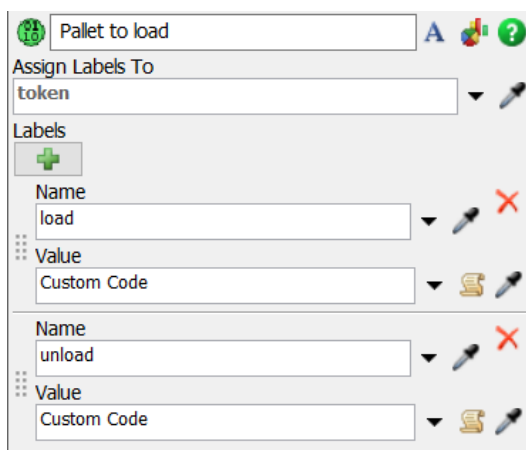 Pallet to load
Assign Labels To
token
Labels
Name
load
Value
Custom Code
Name
unload
Value
Custom Code